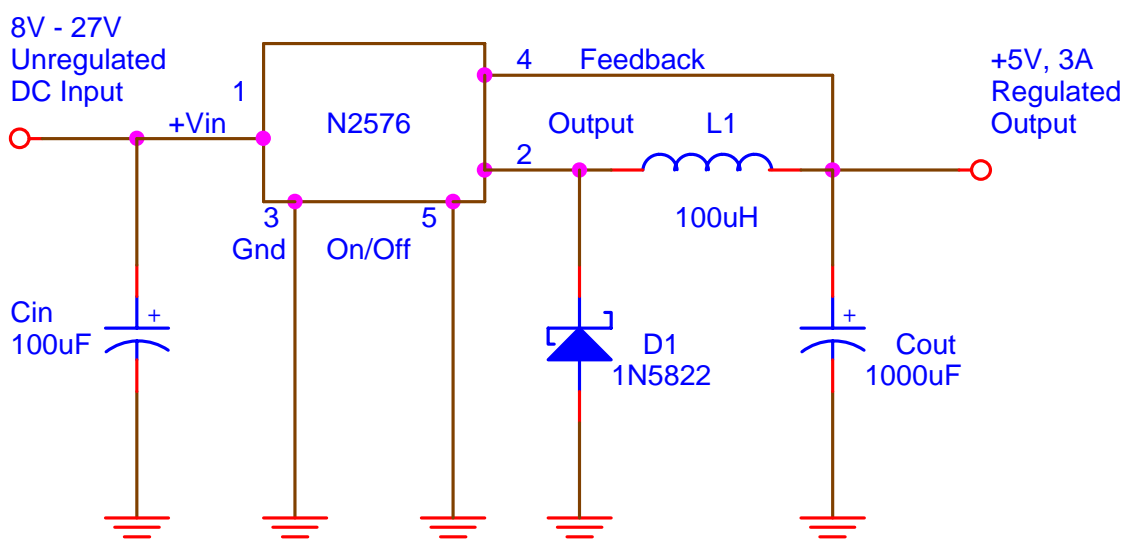 8V - 27V
Unregulated
DC Input
1
+Vin
N2576
4
Feedback
+5V, 3A
Regulated
Output
Output
L1
2
100uH
3
5
Gnd
On/Off
Cin
100uF
+
D1
1N5822
+
Cout
1000uF